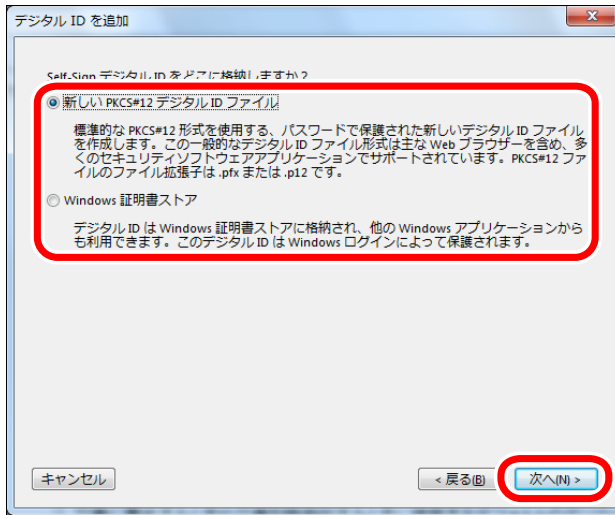 デジタル ID を追加
Self-Sign デジタル ID をどこに格納しますか?
新しい PKCS#12 デジタル ID ファイル
標準的な PKCS#12 形式を使用する、パスワードで保護された新しいデジタル ID ファイル
を作成します。この一般的なデジタル ID ファイル形式は主な Web ブラウザーを含め、多
くのセキュリティソフトウェアアプリケーションでサポートされています。PKCS#12 ファ
イルのファイル拡張子は .pfx または .p12 です。
Windows 証明書ストア
デジタル ID は Windows 証明書ストアに格納され、他の Windows アプリケーションから
も利用できます。このデジタル ID は Windows ログインによって保護されます。
キャンセル
< 戻る(B)
次へ(N) >